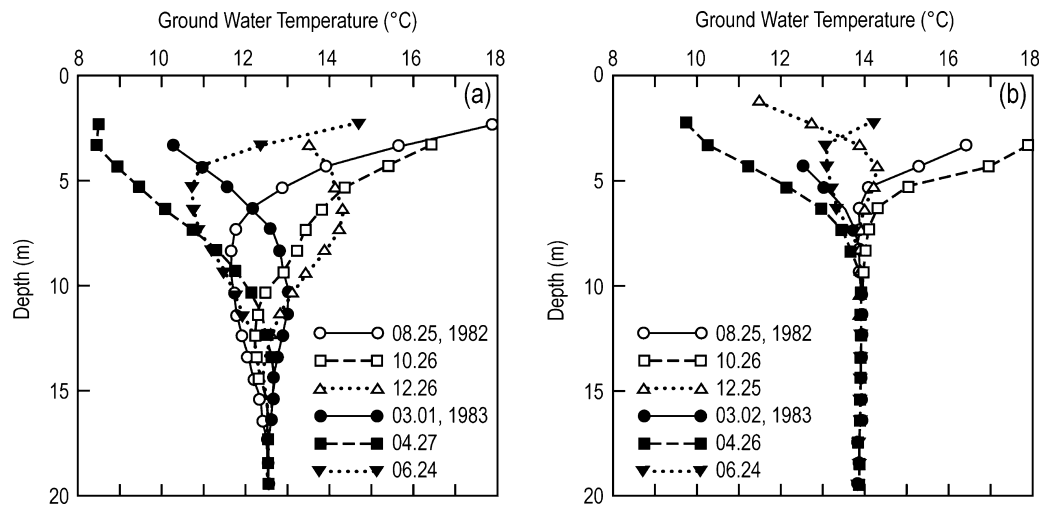 Ground Water Temperature (°C)
8 10 12 14 16 18
0
5
10
15
20
Depth (m)
(a)
08.25, 1982
10.26
12.26
03.01, 1983
04.27
06.24
Ground Water Temperature (°C)
8 10 12 14 16 18
0
5
10
15
20
Depth (m)
(b)
08.25, 1982
10.26
12.25
03.02, 1983
04.26
06.24